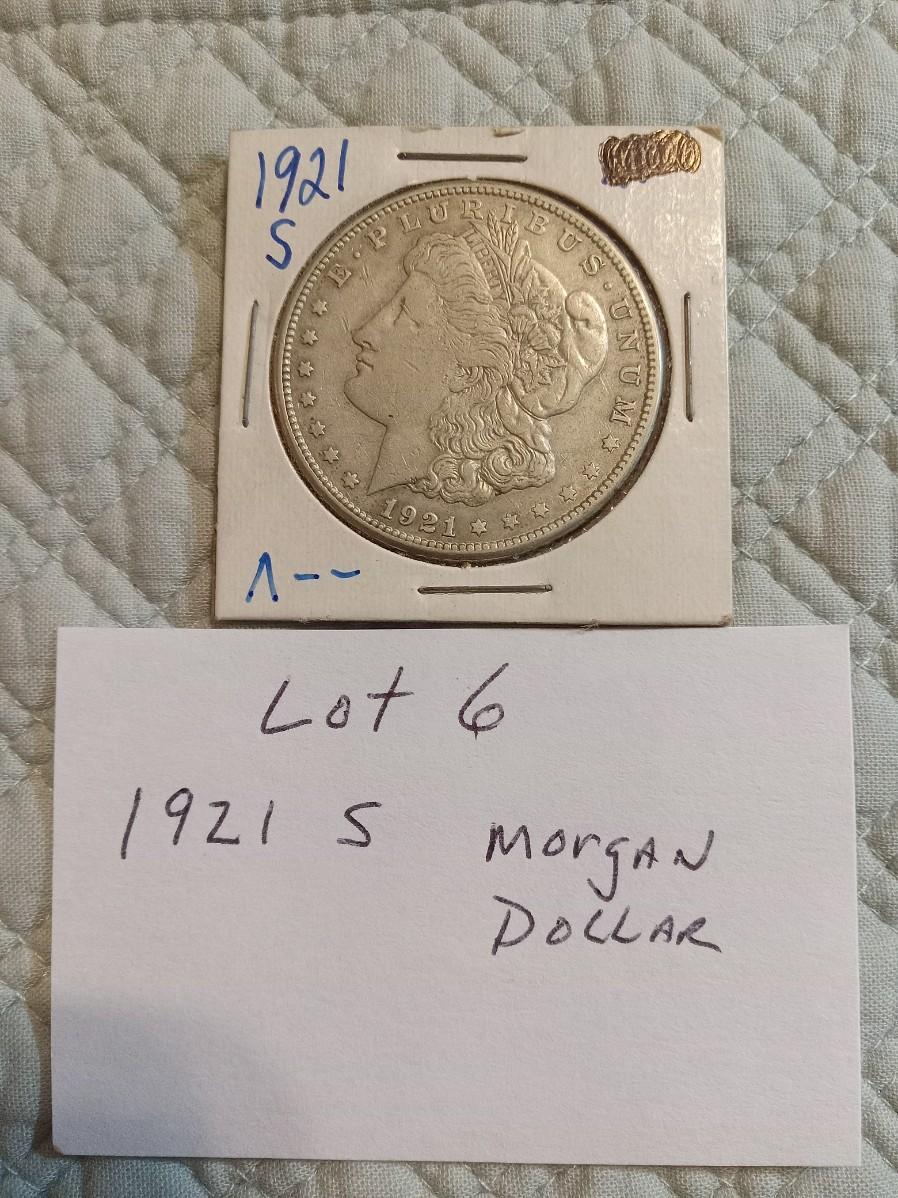 1921
S
E·PLURIBUS·UNUM
LIBERTY
1921
Lot 6
1921 S Morgan
Dollar